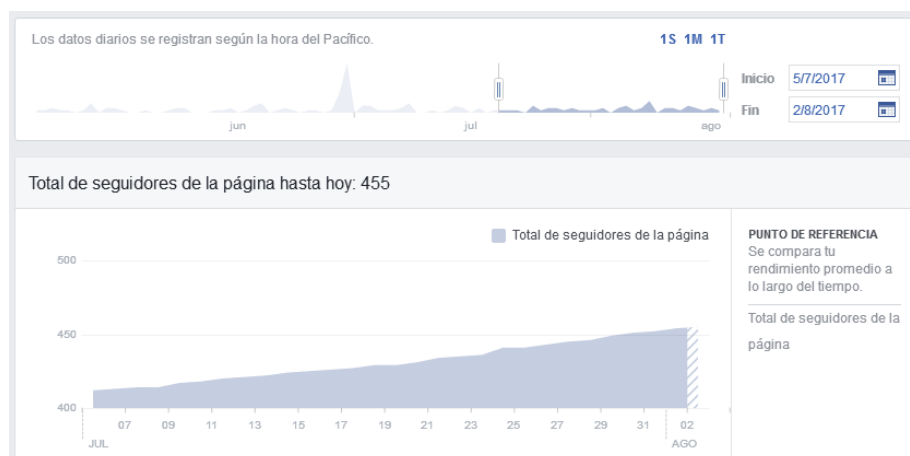 Los datos diarios se registran según la hora del Pacífico.
1S 1M 1T
Inicio 5/7/2017
Fin 2/8/2017
jun jul ago
Total de seguidores de la página hasta hoy: 455
Total de seguidores de la página
500
450
400
07 09 11 13 15 17 19 21 23 25 27 29 31 02
JUL AGO
PUNTO DE REFERENCIA
Se compara tu
rendimiento promedio a
lo largo del tiempo.
Total de seguidores de la
página